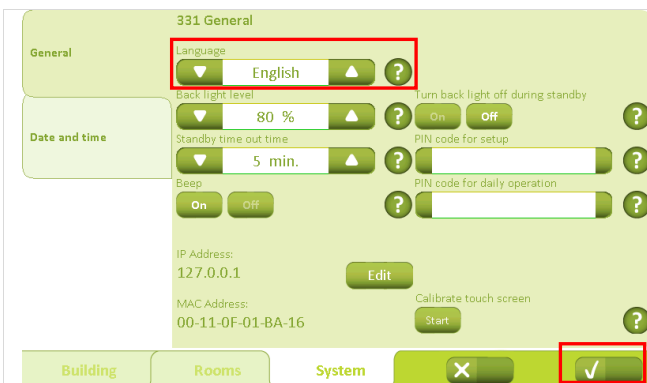 331 General
General
Language
English
?
Back light level
Turn back light off during standby
80 %
?
On
Off
?
Date and time
Standby time out time
PIN code for setup
5 min.
?
?
Beep
PIN code for daily operation
On
Off
?
?
IP Address:
127.0.0.1
Edit
MAC Address:
Calibrate touch screen
00-11-0F-01-BA-16
Start
?
Building
Rooms
System